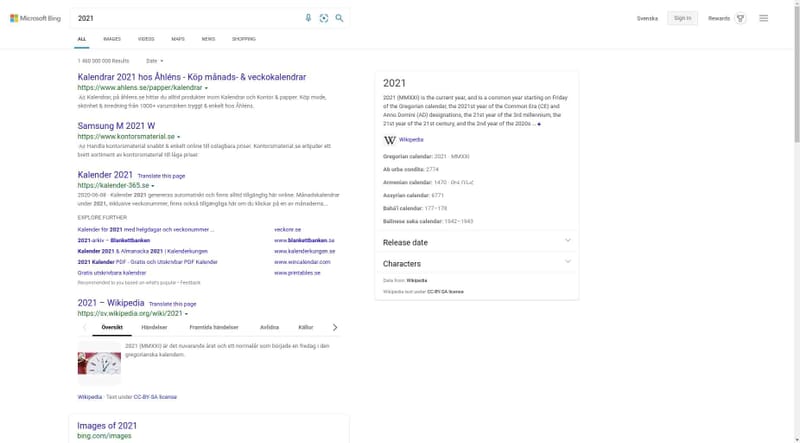 Microsoft Bing
2021
Svenska
Sign in
Rewards
ALL IMAGES VIDEOS MAPS NEWS SHOPPING
1 460 000 000 Results Date
Kalendrar 2021 hos Åhléns - Köp månads- & veckokalendrar
https://www.ahlens.se/papper/kalendrar
Ad Kalendrar, på åhlens.se hittar du alltid produkter inom Kalendrar och Kontor & papper. Köp mode,
skönhet & inredning från 1000+ varumärken tryggt & enkelt hos Åhléns.
Samsung M 2021 W
https://www.kontorsmaterial.se
Ad Handla kontorsmaterial snabbt & enkelt online till oslagbara priser. Kontorsmaterial.se erbjuder ett
brett sortiment av kontorsmaterial till låga priser.
Kalender 2021 Translate this page
https://kalender-365.se
2020-06-08 · Kalender 2021 genereras automatiskt och finns alltid tillgänglig här online. Månadskalendrar
under 2021, inklusive veckonummer, finns också tillgängliga här om du klickar på en av månaderna.
EXPLORE FURTHER
Kalender för 2021 med helgdagar och veckonummer ... veckonr.se
2021-arkiv – Blankettbanken www.blankettbanken.se
Kalender 2021 & Almanacka 2021 | Kalenderkungen www.kalenderkungen.se
2021 Kalender PDF - Gratis och Utskrivbar PDF Kalender www.wincalendar.com
Gratis utskrivbara kalendrar www.printables.se
Recommended to you based on what's popular • Feedback
2021 – Wikipedia Translate this page
https://sv.wikipedia.org/wiki/2021
Översikt Händelser Framtida händelser Avlidna Källor
2021 (MMXXI) är det nuvarande året och ett normalår som började en fredag i den
gregorianska kalendern.
Wikipedia · Text under CC-BY-SA license
Images of 2021
bing.com/images
2021
2021 (MMXXI) is the current year, and is a common year starting on Friday
of the Gregorian calendar, the 2021st year of the Common Era (CE) and
Anno Domini (AD) designations, the 21st year of the 3rd millennium, the
21st year of the 21st century, and the 2nd year of the 2020s ...
W Wikipedia
Gregorian calendar: 2021 · MMXXI
Ab urbe condita: 2774
Armenian calendar: 1470 · ԹՎ ՌՆՀ
Assyrian calendar: 6771
Bahá'í calendar: 177–178
Balinese saka calendar: 1942–1943
Release date
Characters
Data from: Wikipedia
Wikipedia text under CC-BY-SA license